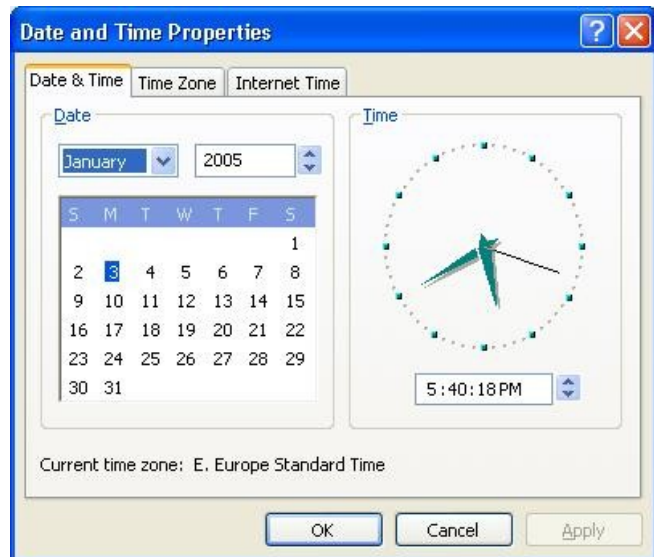 Date and Time Properties
Date & Time Time Zone Internet Time
Date
January 2005
S M T W T F S
1
2 3 4 5 6 7 8
9 10 11 12 13 14 15
16 17 18 19 20 21 22
23 24 25 26 27 28 29
30 31
Time
5:40:18 PM
Current time zone: E. Europe Standard Time
OK Cancel Apply